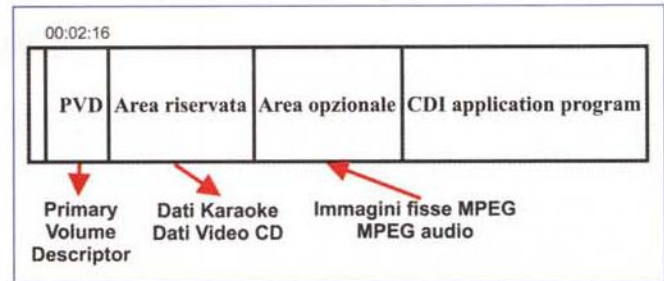 00:02:16
PVD Area riservata Area opzionale CDI application program
Primary Volume Descriptor
Dati Karaoke
Dati Video CD
Immagini fisse MPEG
MPEG audio